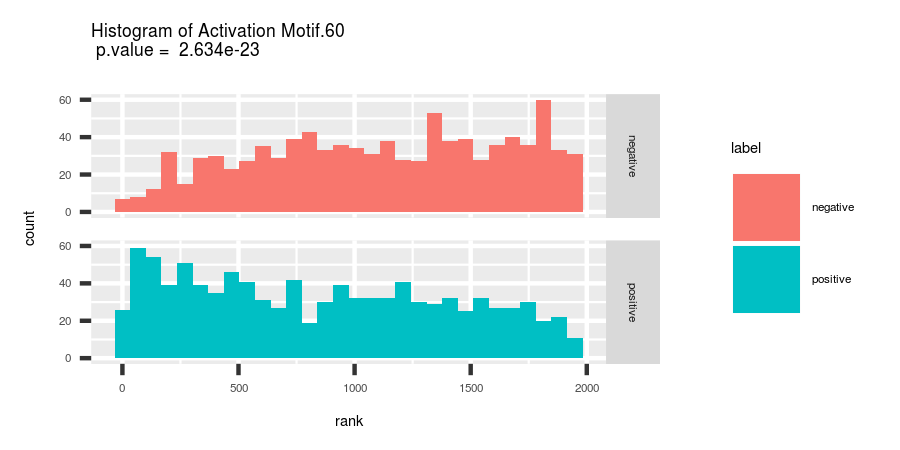 Histogram of Activation Motif.60
p.value = 2.634e-23
count
60
40
20
0
negative
60
40
20
0
positive
0 500 1000 1500 2000
rank
label
negative
positive